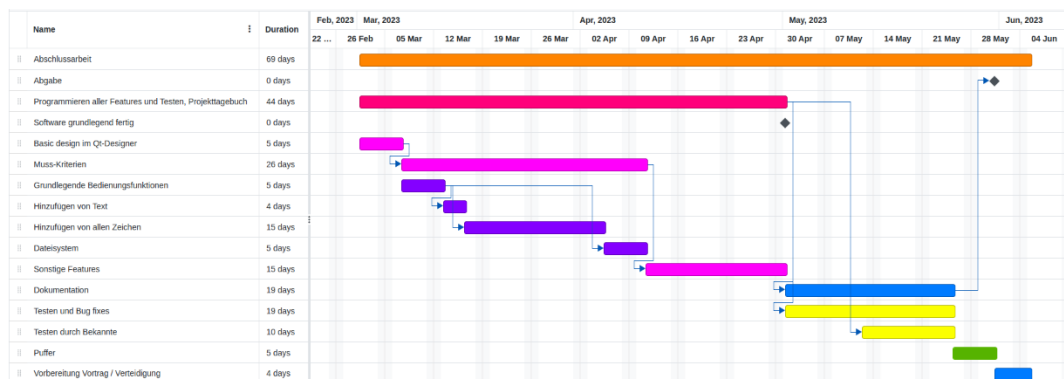 Name Duration Feb, 2023 Mar, 2023 Apr, 2023 May, 2023 Jun, 2023
22 ... 26 Feb 05 Mar 12 Mar 19 Mar 26 Mar 02 Apr 09 Apr 16 Apr 23 Apr 30 Apr 07 May 14 May 21 May 28 May 04 Jun
Abschlussarbeit 69 days
Abgabe 0 days
Programmieren aller Features und Testen, Projekttagebuch 44 days
Software grundlegend fertig 0 days
Basic design im Qt-Designer 5 days
Muss-Kriterien 26 days
Grundlegende Bedienungsfunktionen 5 days
Hinzufügen von Text 4 days
Hinzufügen von allen Zeichen 15 days
Dateisystem 5 days
Sonstige Features 15 days
Dokumentation 19 days
Testen und Bug fixes 19 days
Testen durch Bekannte 10 days
Puffer 5 days
Vorbereitung Vortrag / Verteidigung 4 days